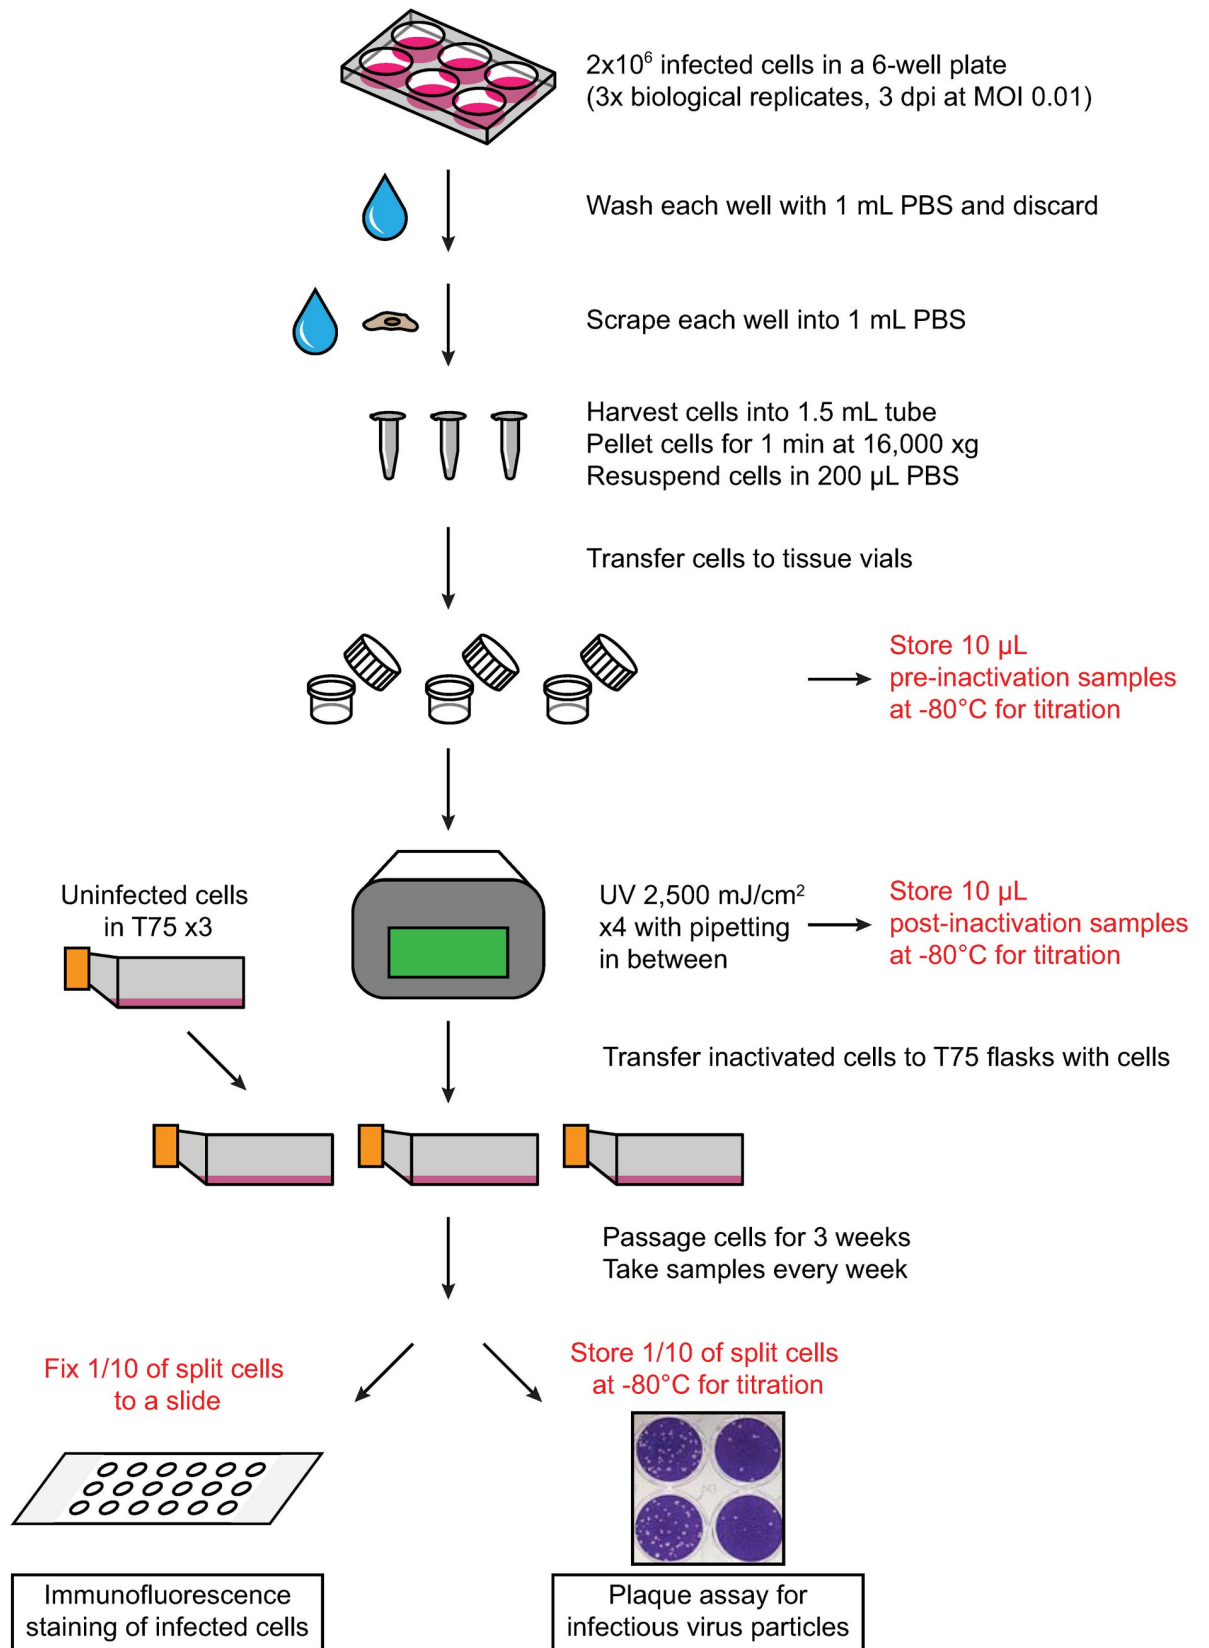 2x10⁶ infected cells in a 6-well plate
(3x biological replicates, 3 dpi at MOI 0.01)
Wash each well with 1 mL PBS and discard
Scrape each well into 1 mL PBS
Harvest cells into 1.5 mL tube
Pellet cells for 1 min at 16,000 xg
Resuspend cells in 200 µL PBS
Transfer cells to tissue vials
Store 10 µL
pre-inactivation samples
at -80°C for titration
Uninfected cells
in T75 x3
UV 2,500 mJ/cm²
x4 with pipetting
in between
Store 10 µL
post-inactivation samples
at -80°C for titration
Transfer inactivated cells to T75 flasks with cells
Passage cells for 3 weeks
Take samples every week
Fix 1/10 of split cells
to a slide
Store 1/10 of split cells
at -80°C for titration
Immunofluorescence
staining of infected cells
Plaque assay for
infectious virus particles